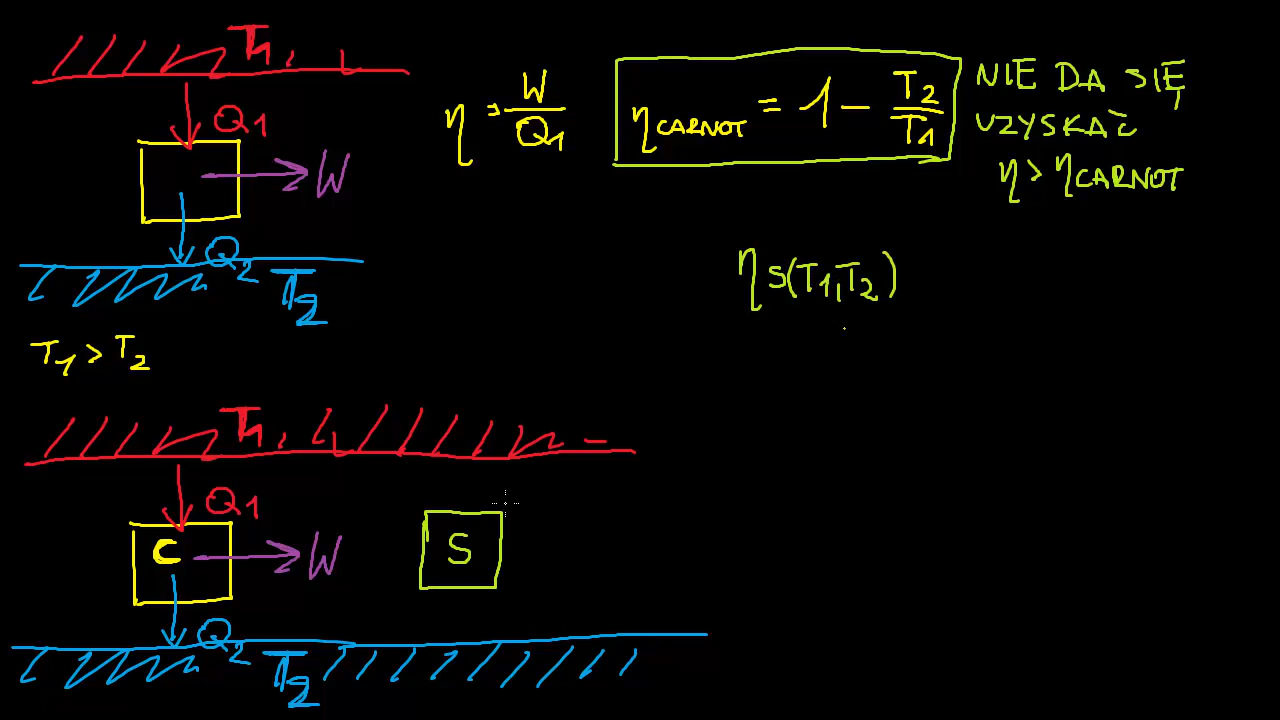 T1
Q1
W
Q2
T2
T1 > T2
η = W/Q1
ηCARNOT = 1 - T2/T1
NIE DA SIĘ
UZYSKAĆ
η > ηCARNOT
ηS(T1,T2)
T1
Q1
C
W
S
Q2
T2